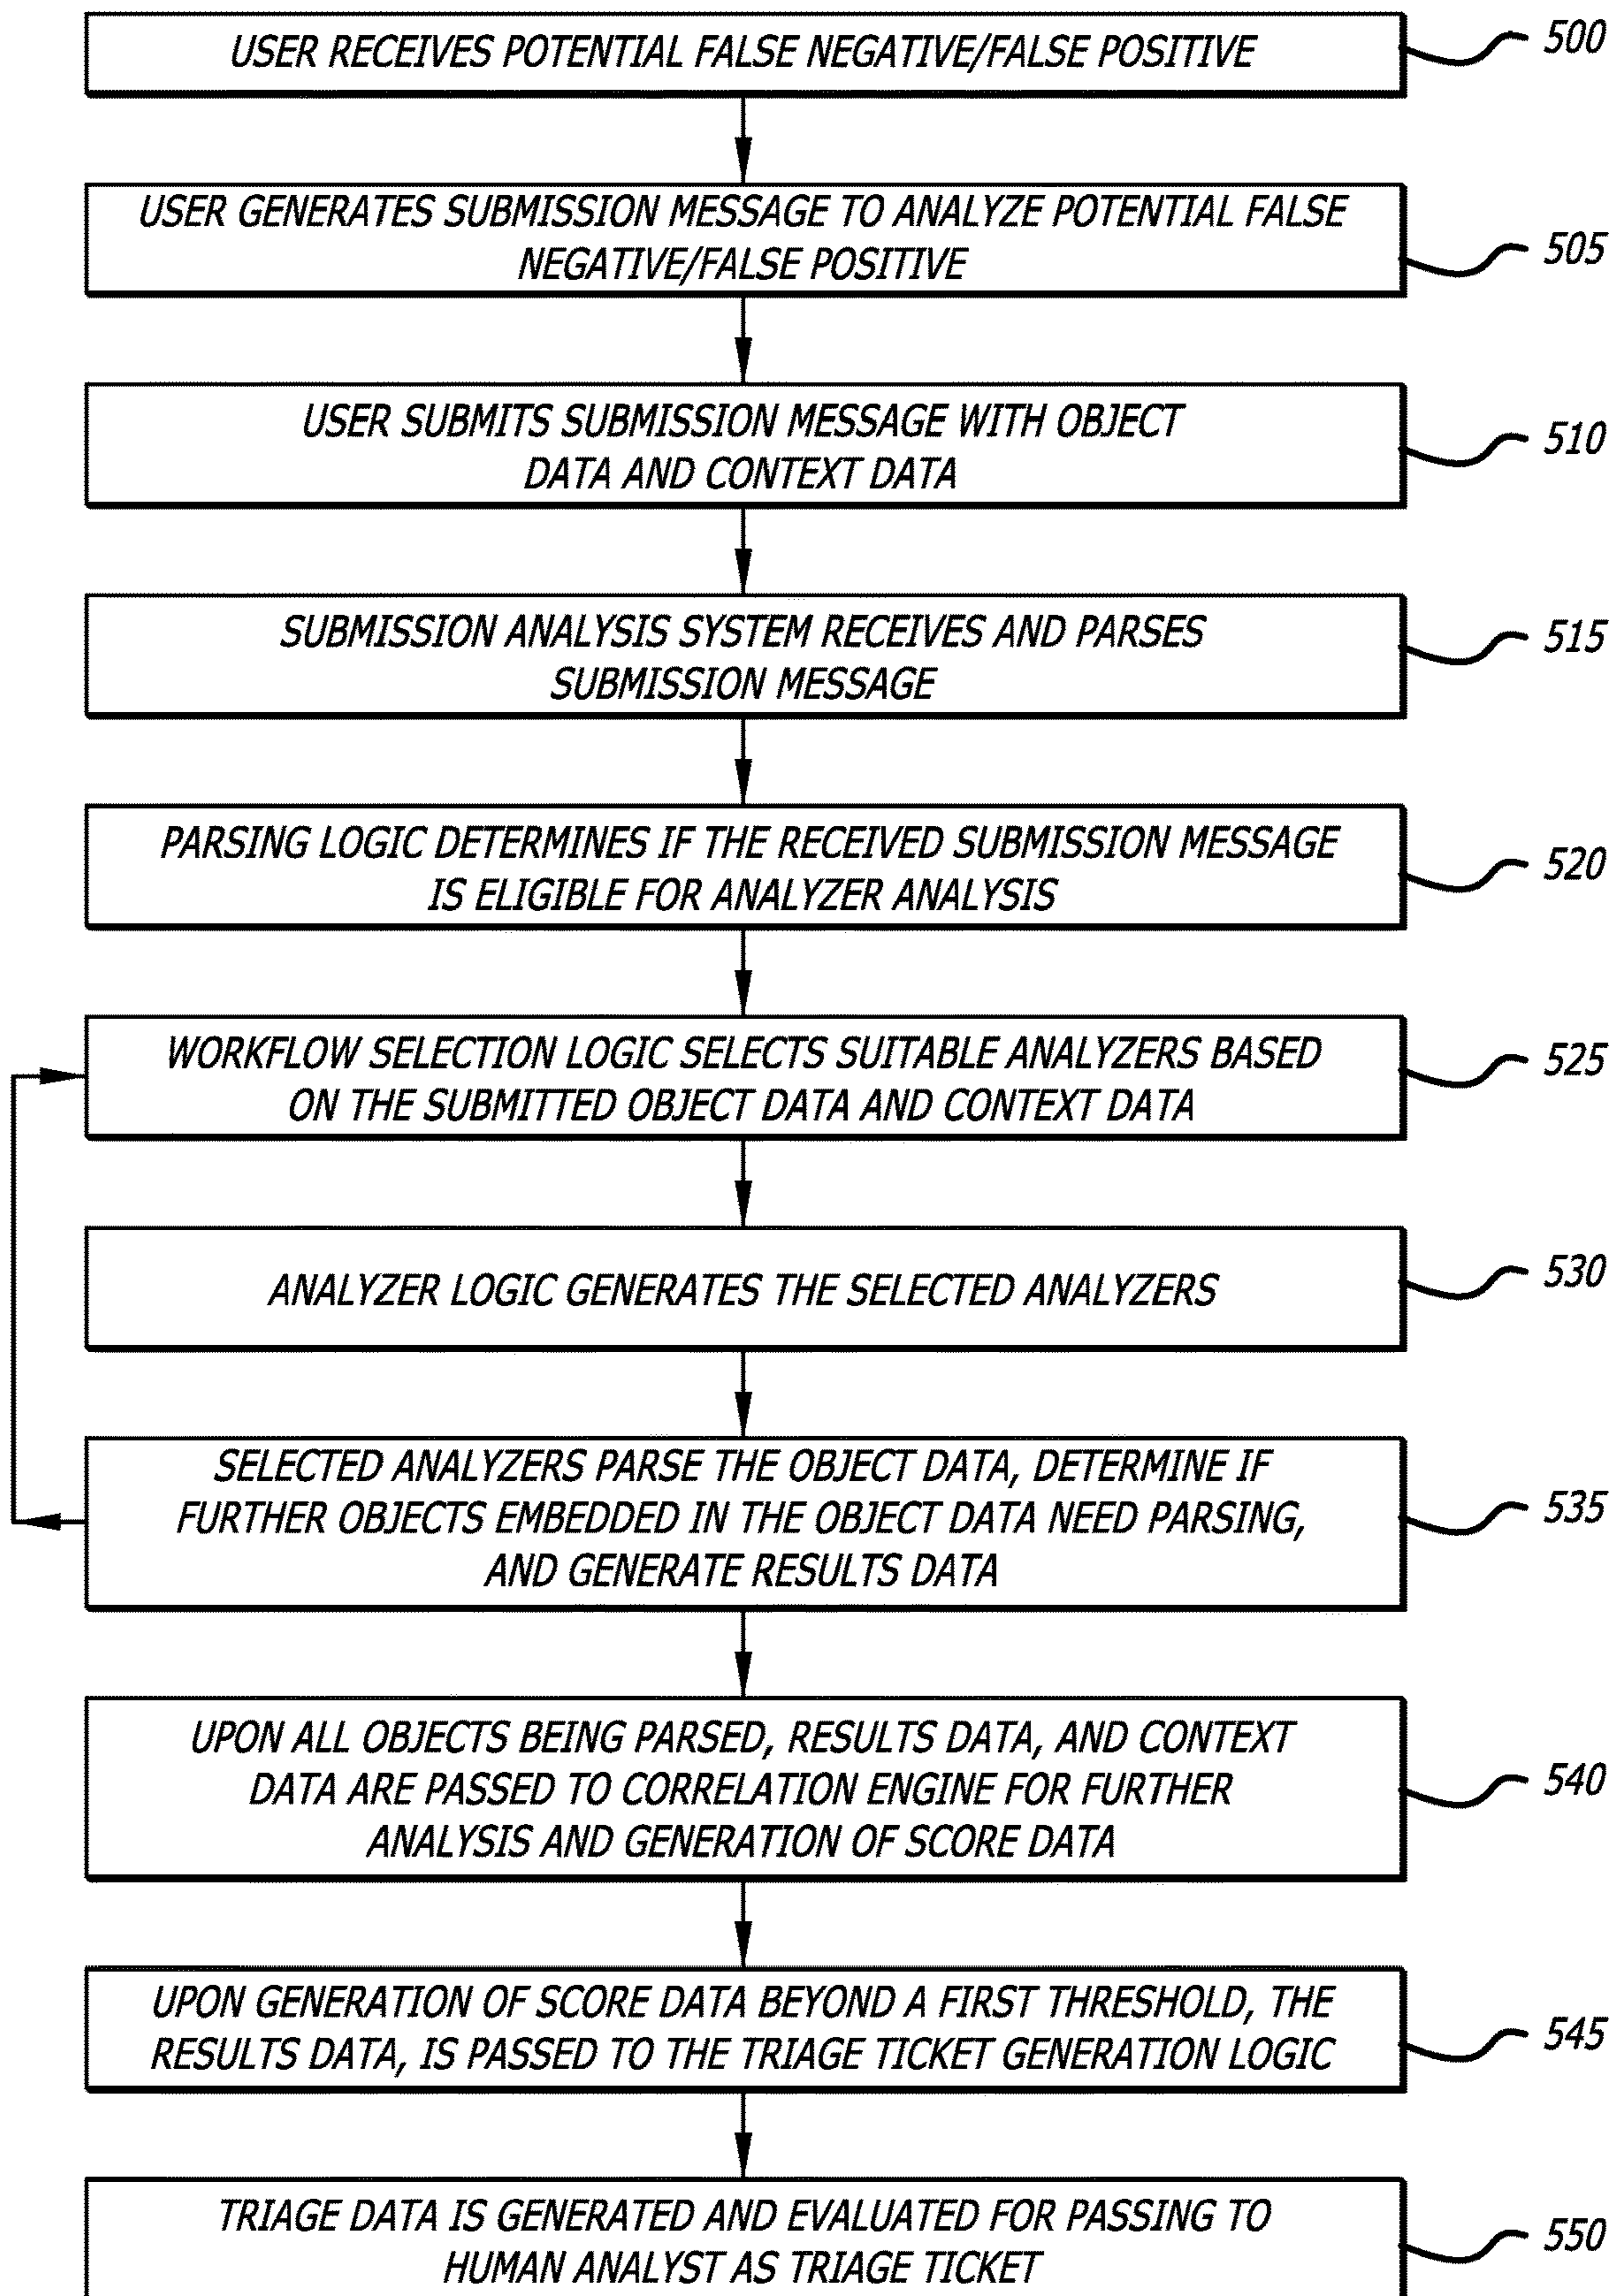 USER RECEIVES POTENTIAL FALSE NEGATIVE/FALSE POSITIVE
500
USER GENERATES SUBMISSION MESSAGE TO ANALYZE POTENTIAL FALSE
NEGATIVE/FALSE POSITIVE
505
USER SUBMITS SUBMISSION MESSAGE WITH OBJECT
DATA AND CONTEXT DATA
510
SUBMISSION ANALYSIS SYSTEM RECEIVES AND PARSES
SUBMISSION MESSAGE
515
PARSING LOGIC DETERMINES IF THE RECEIVED SUBMISSION MESSAGE
IS ELIGIBLE FOR ANALYZER ANALYSIS
520
WORKFLOW SELECTION LOGIC SELECTS SUITABLE ANALYZERS BASED
ON THE SUBMITTED OBJECT DATA AND CONTEXT DATA
525
ANALYZER LOGIC GENERATES THE SELECTED ANALYZERS
530
SELECTED ANALYZERS PARSE THE OBJECT DATA, DETERMINE IF
FURTHER OBJECTS EMBEDDED IN THE OBJECT DATA NEED PARSING,
AND GENERATE RESULTS DATA
535
UPON ALL OBJECTS BEING PARSED, RESULTS DATA, AND CONTEXT
DATA ARE PASSED TO CORRELATION ENGINE FOR FURTHER
ANALYSIS AND GENERATION OF SCORE DATA
540
UPON GENERATION OF SCORE DATA BEYOND A FIRST THRESHOLD, THE
RESULTS DATA, IS PASSED TO THE TRIAGE TICKET GENERATION LOGIC
545
TRIAGE DATA IS GENERATED AND EVALUATED FOR PASSING TO
HUMAN ANALYST AS TRIAGE TICKET
550